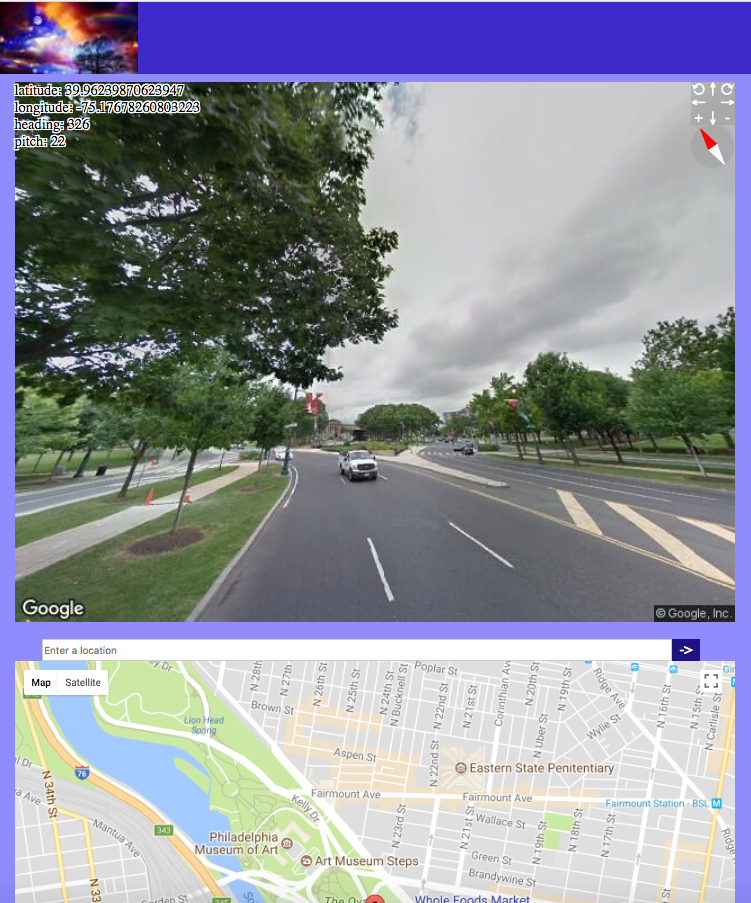 latitude: 39.96239870623947
longitude: -75.17678260803223
heading: 326
pitch: 22
+ -
Google
© Google, Inc.
Enter a location
->
Map
Satellite
Poplar St
N 28th
N 27th
N 26th St
N 25th St
N 24th St
N Bucknell St
N 22nd St
N 21st St
Corinthian Av
N 20th St
N 19th St
Ridge Ave
N 16th St
N 15th St
N Carlisle St
Brown St
N Uber St
Wylie St
Lion Head
Spring
Aspen St
76
N 22nd St
Eastern State Penitentiary
N 34th St
Fairmount Ave
Fairmount Ave
Fairmount Station - BSL
M
Kelly Dr
343
Mantua Ave
N 23rd St
N 21st St
Wallace St
N 19th St
N 18th St
N 17th St
Philadelphia
Museum of Art
Art Museum Steps
Green St
Brandywine St
N 33
345
The Ova
Whole Foods Market